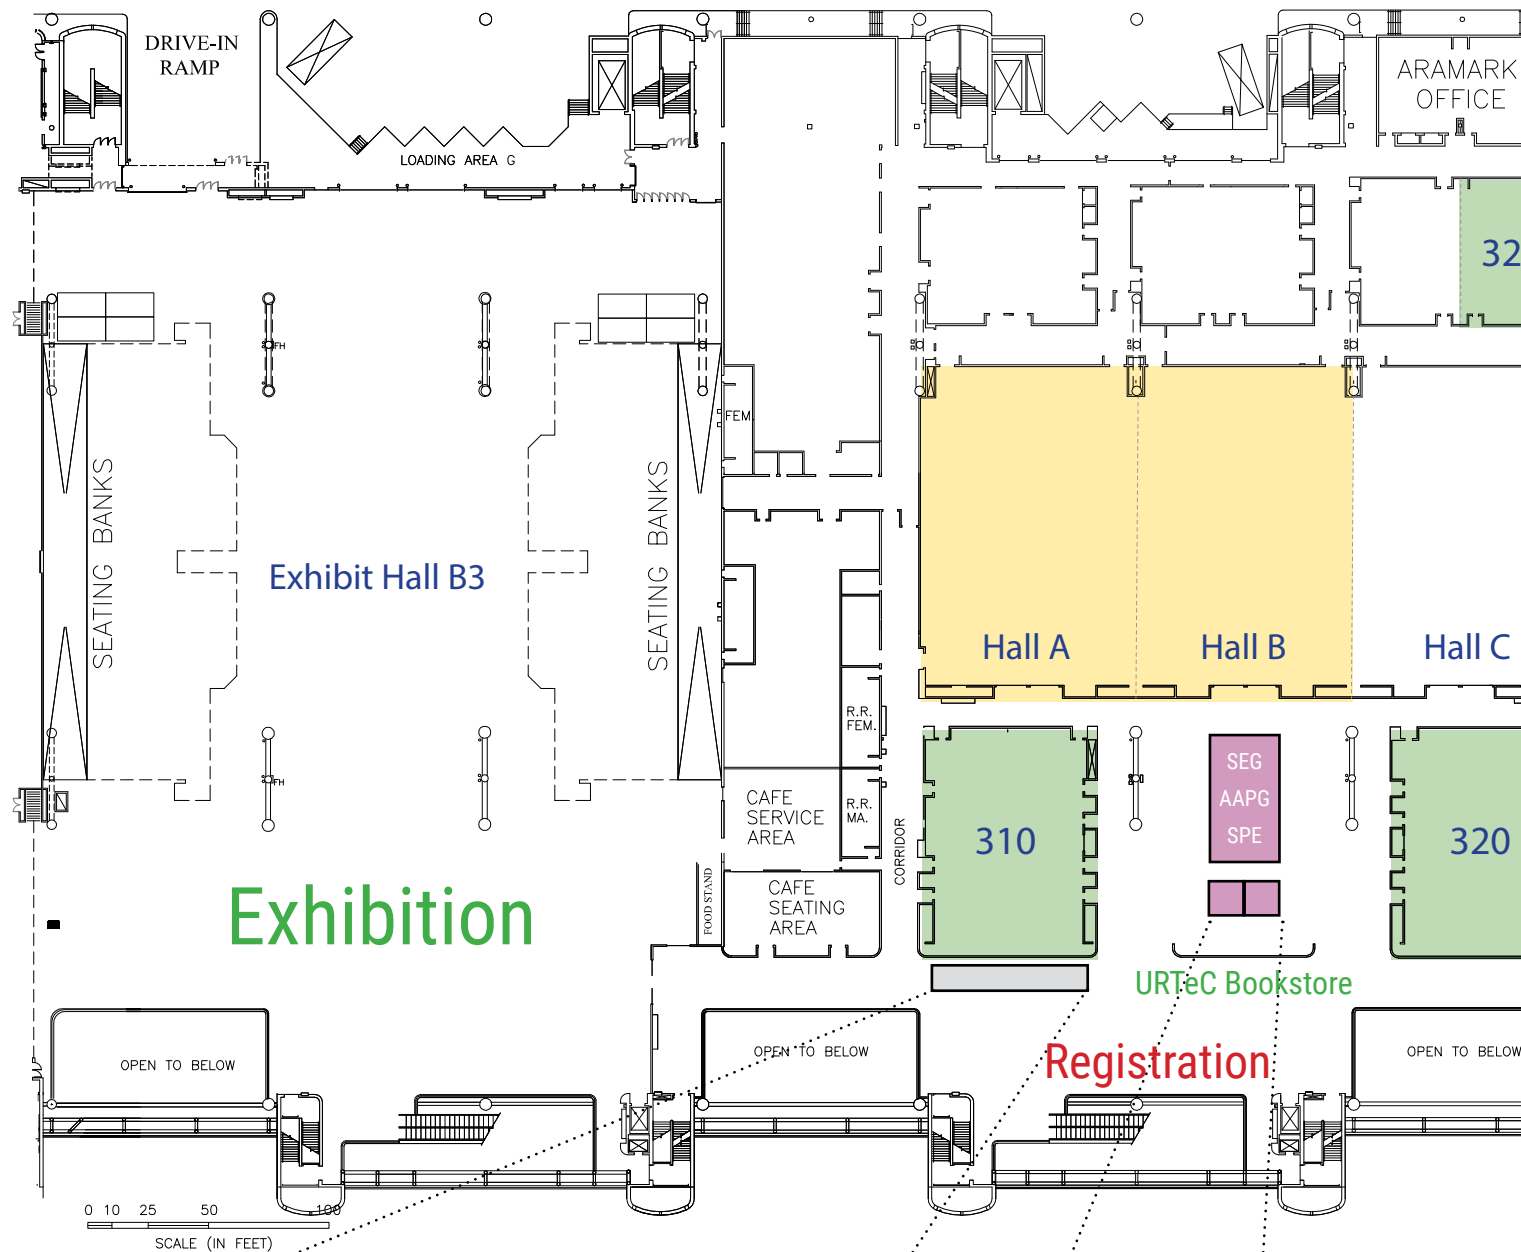 DRIVE-IN
RAMP
LOADING AREA G
ARAMARK
OFFICE
32
FH
FEM.
SEATING BANKS
SEATING BANKS
Exhibit Hall B3
Hall A
Hall B
Hall C
R.R.
FEM.
FH
CAFE
SERVICE
AREA
R.R.
MA.
CORRIDOR
310
SEG
AAPG
SPE
320
FOOD STAND
CAFE
SEATING
AREA
Exhibition
URTeC Bookstore
Registration
OPEN TO BELOW
OPEN TO BELOW
OPEN TO BELOW
0 10 25 50 100
SCALE (IN FEET)